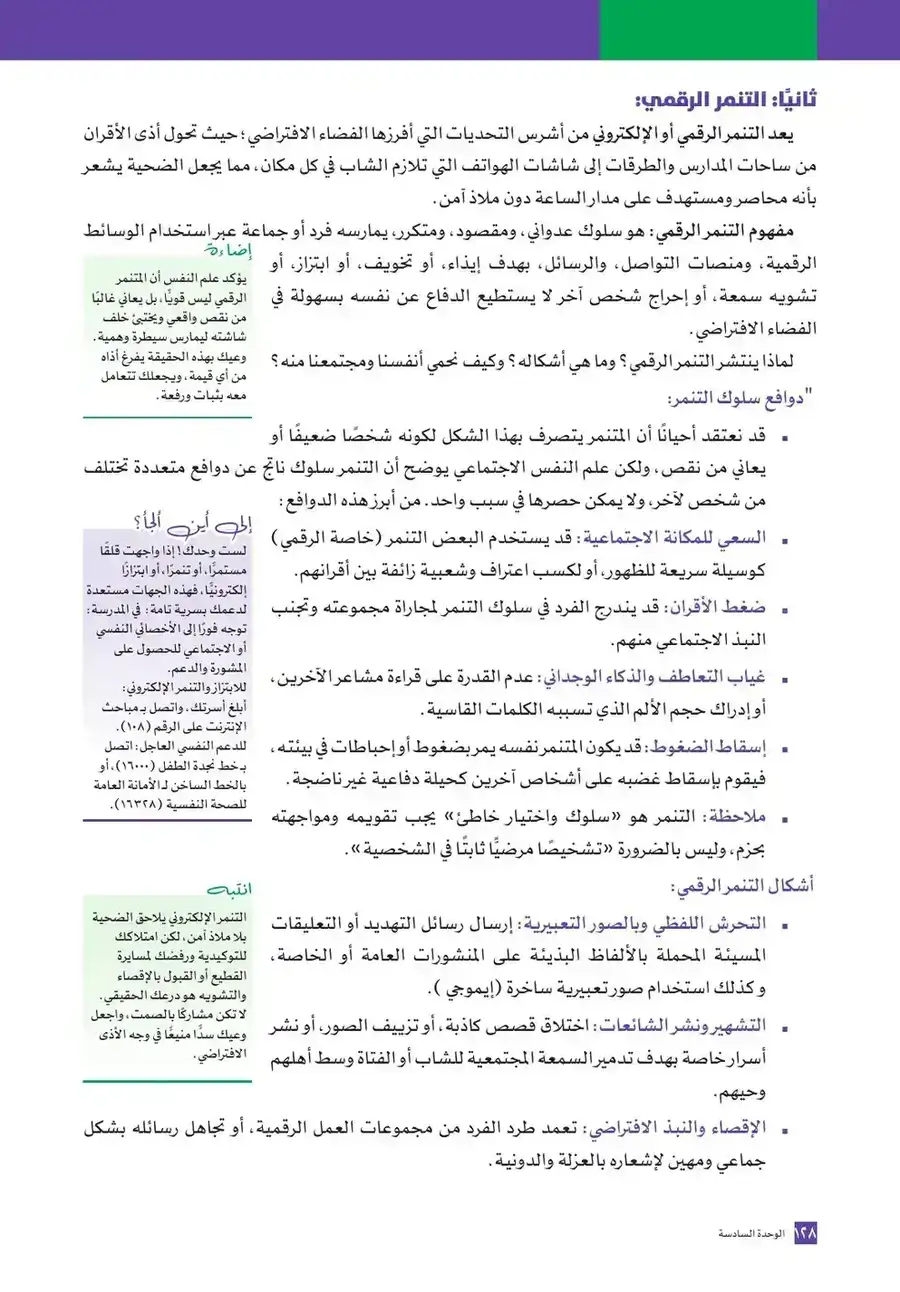 ثانيًا: التنمر الرقمي:
يعد التنمر الرقمي أو الإلكتروني من أشرس التحديات التي أفرزها الفضاء الافتراضي؛ حيث تحول أذى الأقران
من ساحات المدارس والطرقات إلى شاشات الهواتف التي تلازم الشاب في كل مكان، مما يجعل الضحية يشعر
بأنه محاصر ومستهدف على مدار الساعة دون ملاذ آمن.
مفهوم التنمر الرقمي: هو سلوك عدواني، ومقصود، ومتكرر، يمارسه فرد أو جماعة عبر استخدام الوسائط
الرقمية، ومنصات التواصل، والرسائل، بهدف إيذاء، أو تخويف، أو ابتزاز، أو
تشويه سمعة، أو إحراج شخص آخر لا يستطيع الدفاع عن نفسه بسهولة في
الفضاء الافتراضي.
لماذا ينتشر التنمر الرقمي؟ وما هي أشكاله؟ وكيف نحمي أنفسنا ومجتمعنا منه؟
إضاءة
يؤكد علم النفس أن المتنمر
الرقمي ليس قويًا، بل يعاني غالبًا
من نقص واقعي ويختبئ خلف
شاشته ليمارس سيطرة وهمية.
وعيك بهذه الحقيقة يفرغ أذاه
من أي قيمة، ويجعلك تتعامل
معه بثبات ورفعة.
"دوافع سلوك التنمر:
▪ قد نعتقد أحيانًا أن المتنمر يتصرف بهذا الشكل لكونه شخصًا ضعيفًا أو
يعاني من نقص، ولكن علم النفس الاجتماعي يوضح أن التنمر سلوك ناتج عن دوافع متعددة تختلف
من شخص لآخر، ولا يمكن حصرها في سبب واحد. من أبرز هذه الدوافع:
▪ السعي للمكانة الاجتماعية: قد يستخدم البعض التنمر (خاصة الرقمي)
كوسيلة سريعة للظهور، أو لكسب اعتراف وشعبية زائفة بين أقرانهم.
▪ ضغط الأقران: قد يندرج الفرد في سلوك التنمر لمجاراة مجموعته وتجنب
النبذ الاجتماعي منهم.
▪ غياب التعاطف والذكاء الوجداني: عدم القدرة على قراءة مشاعر الآخرين،
أو إدراك حجم الألم الذي تسببه الكلمات القاسية.
▪ إسقاط الضغوط: قد يكون المتنمر نفسه يمر بضغوط أو إحباطات في بيئته،
فيقوم بإسقاط غضبه على أشخاص آخرين كحيلة دفاعية غير ناضجة.
▪ ملاحظة: التنمر هو «سلوك واختيار خاطئ» يجب تقويمه ومواجهته
بحزم، وليس بالضرورة «تشخيصًا مرضيًّا ثابتًا في الشخصية».
إلى أين ألجأ؟
لست وحدك! إذا واجهت قلقًا
مستمرًا، أو تنمرًا، أو ابتزازًا
إلكترونيًّا، فهذه الجهات مستعدة
لدعمك بسرية تامة: في المدرسة:
توجه فورًا إلى الأخصائي النفسي
أو الاجتماعي للحصول على
المشورة والدعم.
للابتزاز والتنمر الإلكتروني:
أبلغ أسرتك، واتصل بـ مباحث
الإنترنت على الرقم (١٠٨).
للدعم النفسي العاجل: اتصل
بـ خط نجدة الطفل (١٦٠٠٠)، أو
بالخط الساخن لـ الأمانة العامة
للصحة النفسية (١٦٣٢٨).
أشكال التنمر الرقمي:
▪ التحرش اللفظي وبالصور التعبيرية: إرسال رسائل التهديد أو التعليقات
المسيئة المحملة بالألفاظ البذيئة على المنشورات العامة أو الخاصة،
وكذلك استخدام صور تعبيرية ساخرة (إيموجي ).
▪ التشهير ونشر الشائعات: اختلاق قصص كاذبة، أو تزييف الصور، أو نشر
أسرار خاصة بهدف تدمير السمعة المجتمعية للشاب أو الفتاة وسط أهلهم
وحيهم.
▪ الإقصاء والنبذ الافتراضي: تعمد طرد الفرد من مجموعات العمل الرقمية، أو تجاهل رسائله بشكل
جماعي ومهين لإشعاره بالعزلة والدونية.
انتبه
التنمر الإلكتروني يلاحق الضحية
بلا ملاذ آمن، لكن امتلاكك
للتوكيدية ورفضك لمسايرة
القطيع أو القبول بالإقصاء
والتشويه هو درعك الحقيقي.
لا تكن مشاركًا بالصمت، واجعل
وعيك سدًّا منيعًا في وجه الأذى
الافتراضي.
١٢٨ الوحدة السادسة